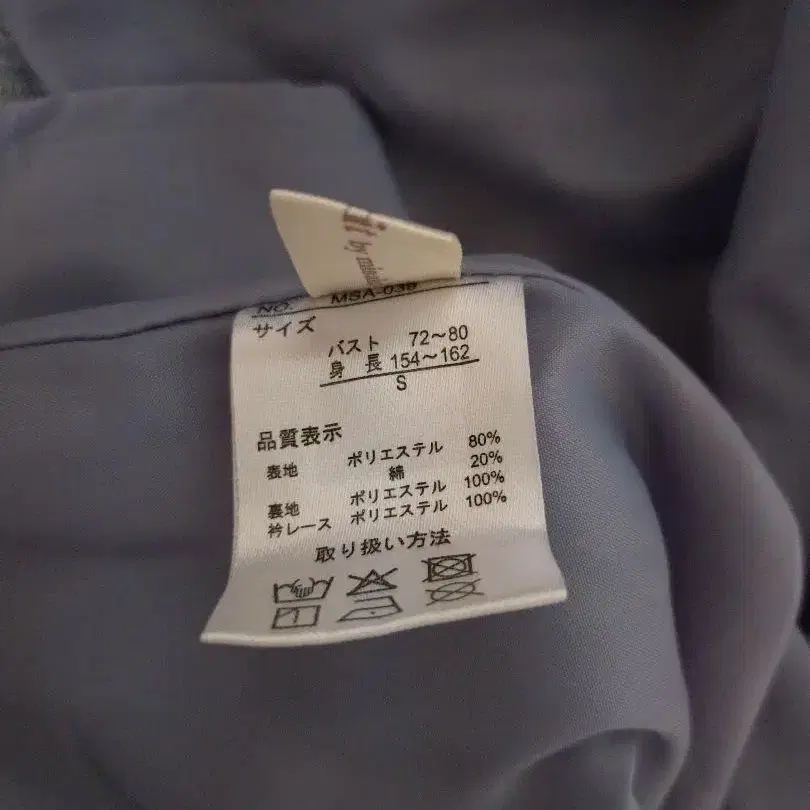 by
NO. MSA-038
サイズ
バスト 72～80
身 長 154～162
S
品質表示
表地 ポリエステル 80%
綿 20%
裏地 ポリエステル 100%
衿レース ポリエステル 100%
取り扱い方法